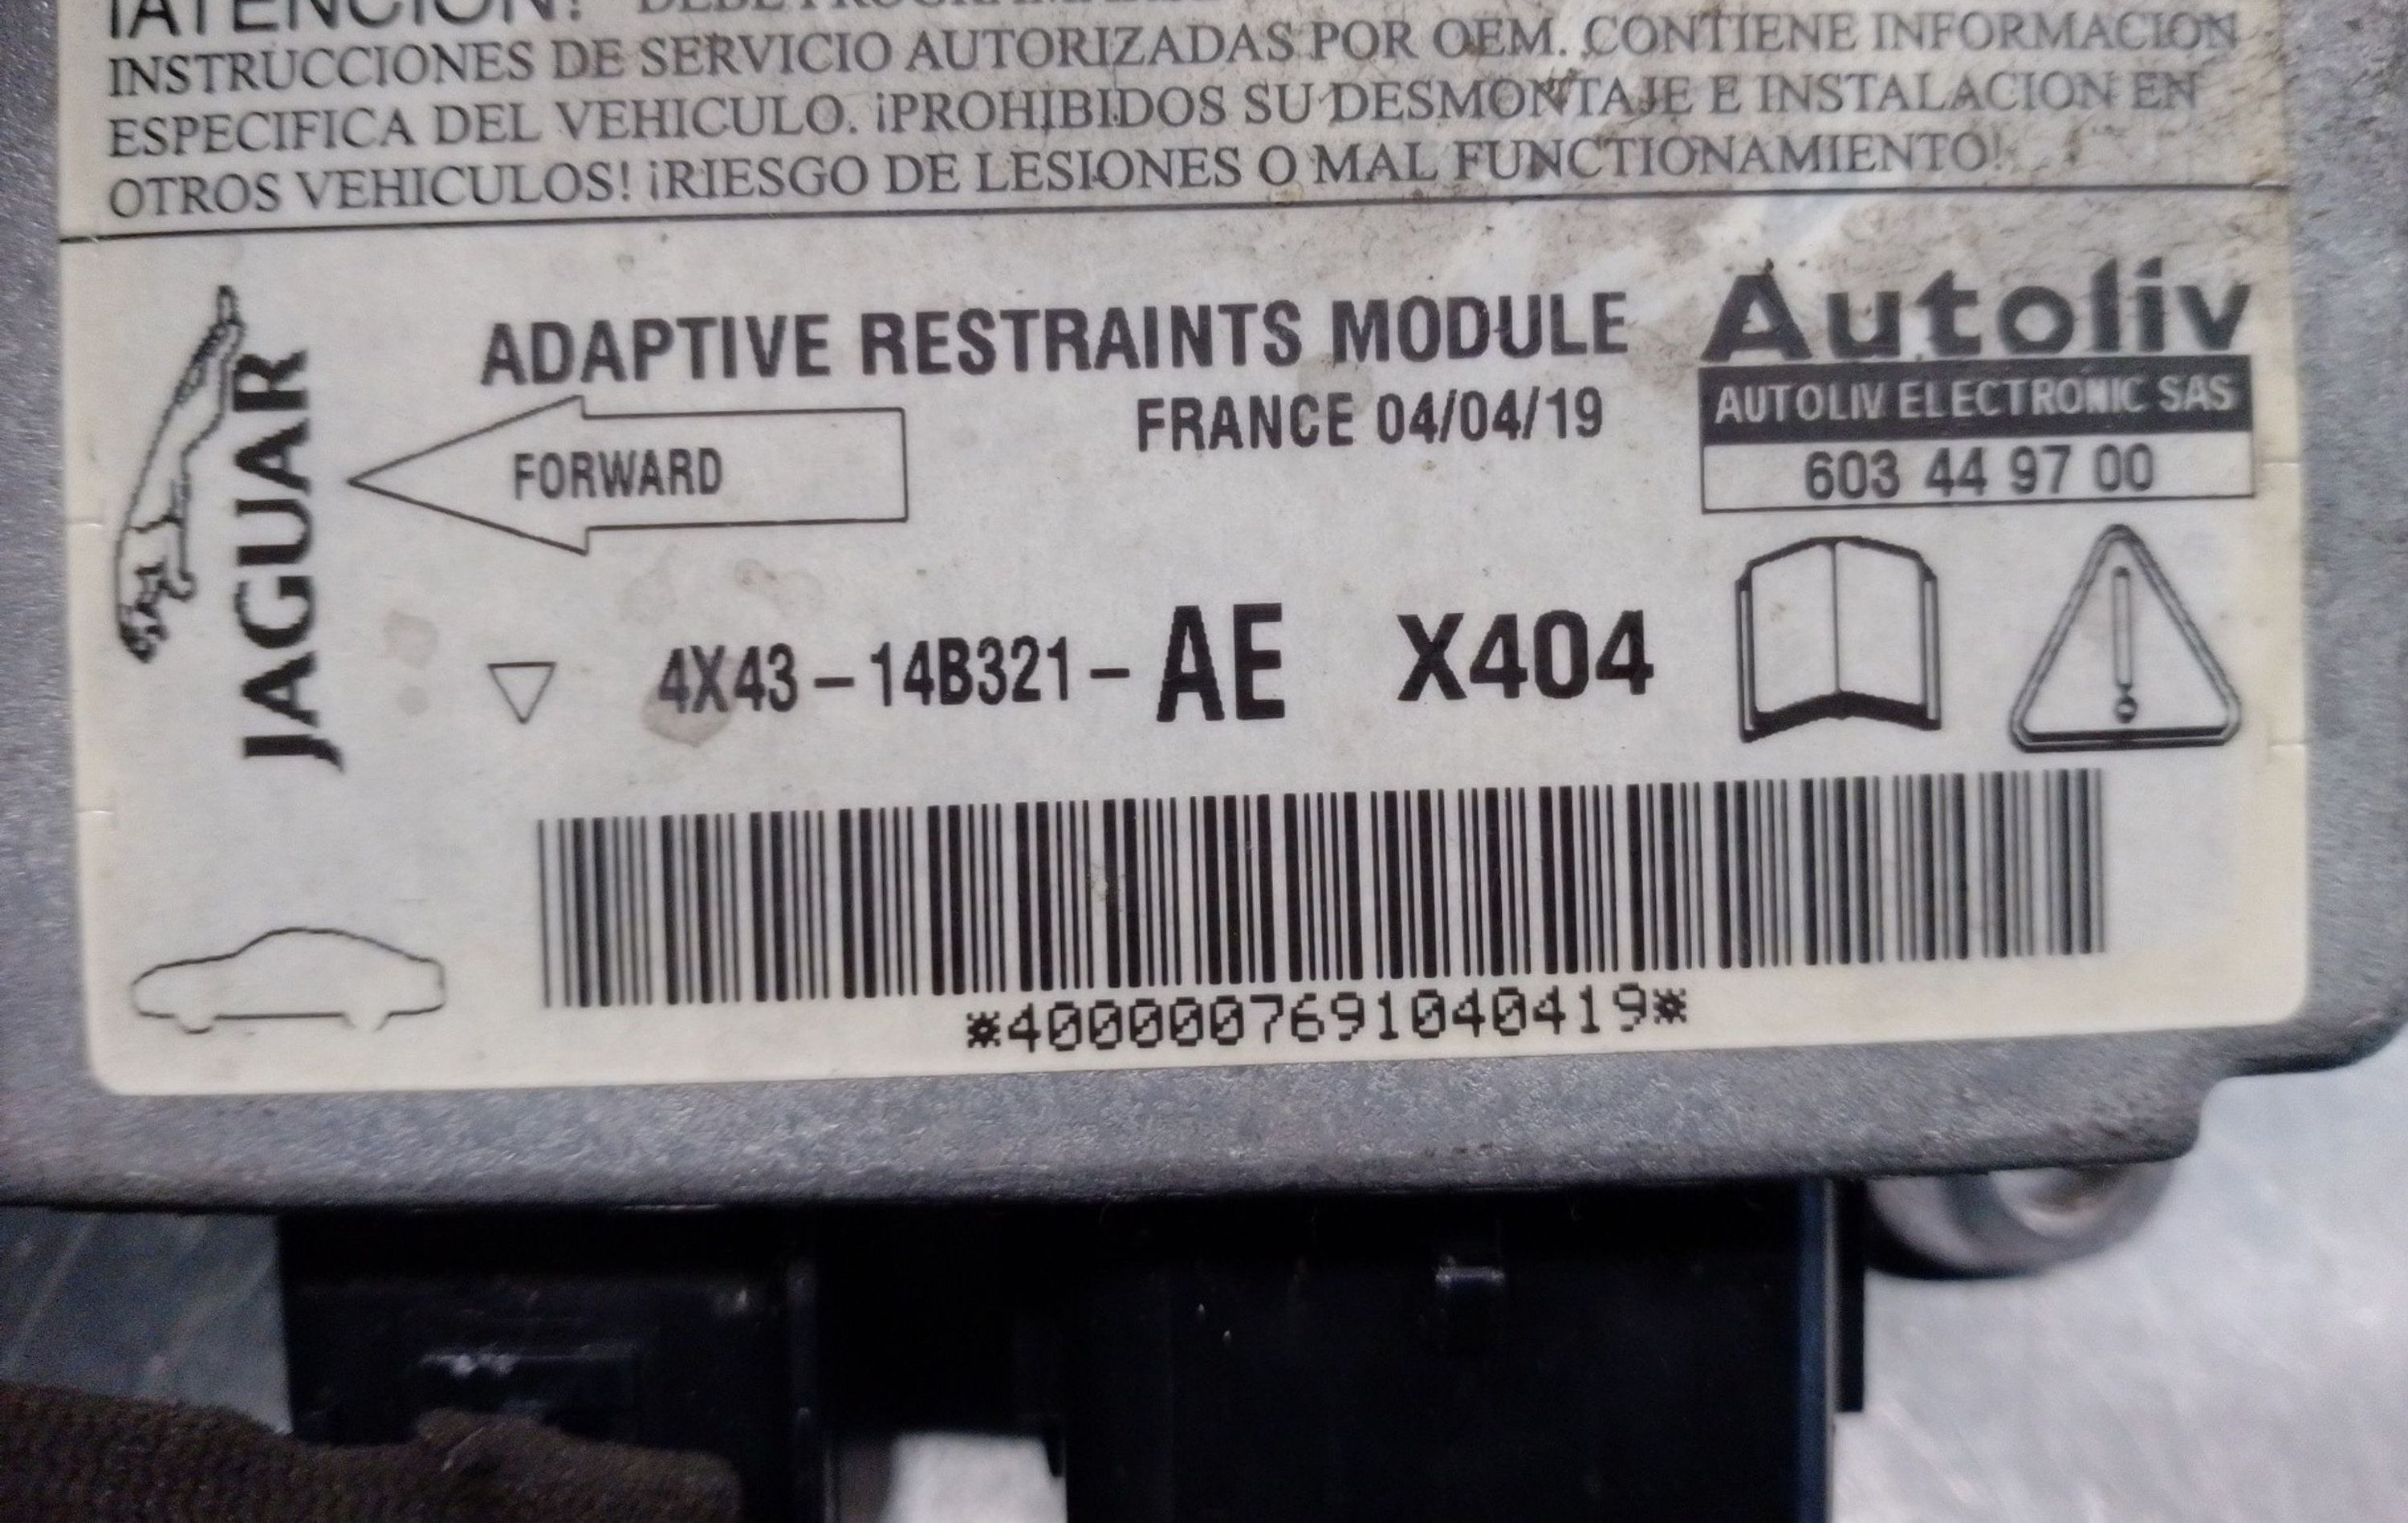 ¡ATENCION!
INSTRUCCIONES DE SERVICIO AUTORIZADAS POR OEM. CONTIENE INFORMACION
ESPECIFICA DEL VEHICULO. ¡PROHIBIDOS SU DESMONTAJE E INSTALACION EN
OTROS VEHICULOS! ¡RIESGO DE LESIONES O MAL FUNCTIONAMIENTO!
JAGUAR
ADAPTIVE RESTRAINTS MODULE
FRANCE 04/04/19
FORWARD
Autoliv
AUTOLIV ELECTRONIC SAS
603 44 97 00
4X43-14B321-AE X404
*4000007691040419*